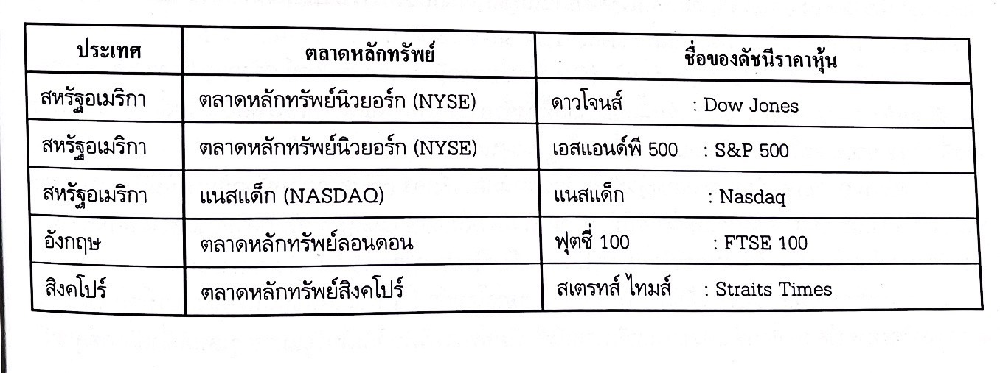 ประเทศ ตลาดหลักทรัพย์ ชื่อของดัชนีราคาหุ้น
สหรัฐอเมริกา ตลาดหลักทรัพย์นิวยอร์ก (NYSE) ดาวโจนส์ : Dow Jones
สหรัฐอเมริกา ตลาดหลักทรัพย์นิวยอร์ก (NYSE) เอสแอนด์พี 500 : S&P 500
สหรัฐอเมริกา แนสแด็ก (NASDAQ) แนสแด็ก : Nasdaq
อังกฤษ ตลาดหลักทรัพย์ลอนดอน ฟุตซี่ 100 : FTSE 100
สิงคโปร์ ตลาดหลักทรัพย์สิงคโปร์ สเตรทส์ ไทมส์ : Straits Times